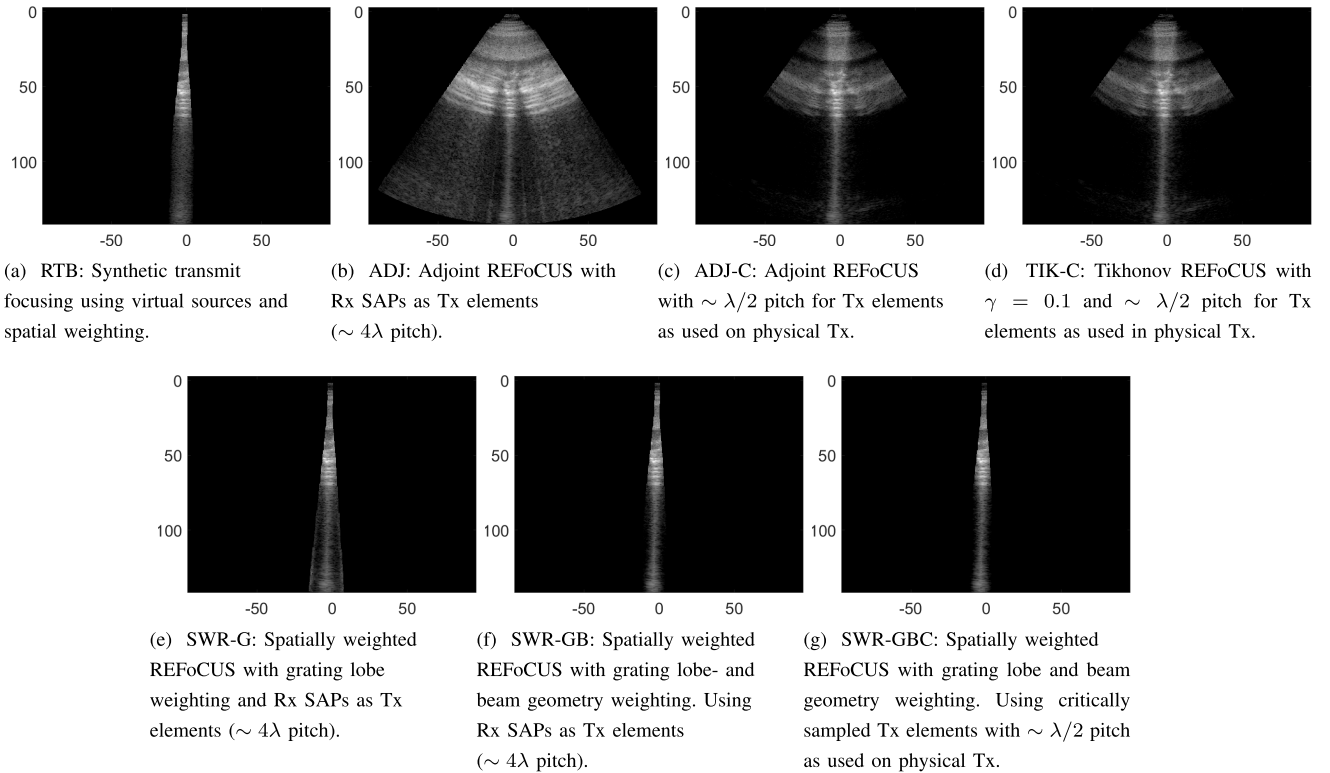 0
50
100
-50 0 50
(a) RTB: Synthetic transmit
focusing using virtual sources and
spatial weighting.
0
50
100
-50 0 50
(b) ADJ: Adjoint REFoCUS with
Rx SAPs as Tx elements
(∼ 4λ pitch).
0
50
100
-50 0 50
(c) ADJ-C: Adjoint REFoCUS
with ∼ λ/2 pitch for Tx elements
as used on physical Tx.
0
50
100
-50 0 50
(d) TIK-C: Tikhonov REFoCUS with
γ = 0.1 and ∼ λ/2 pitch for Tx
elements as used in physical Tx.
0
50
100
-50 0 50
(e) SWR-G: Spatially weighted
REFoCUS with grating lobe
weighting and Rx SAPs as Tx
elements (∼ 4λ pitch).
0
50
100
-50 0 50
(f) SWR-GB: Spatially weighted
REFoCUS with grating lobe- and
beam geometry weighting. Using
Rx SAPs as Tx elements
(∼ 4λ pitch).
0
50
100
-50 0 50
(g) SWR-GBC: Spatially weighted
REFoCUS with grating lobe and beam
geometry weighting. Using critically
sampled Tx elements with ∼ λ/2 pitch
as used on physical Tx.